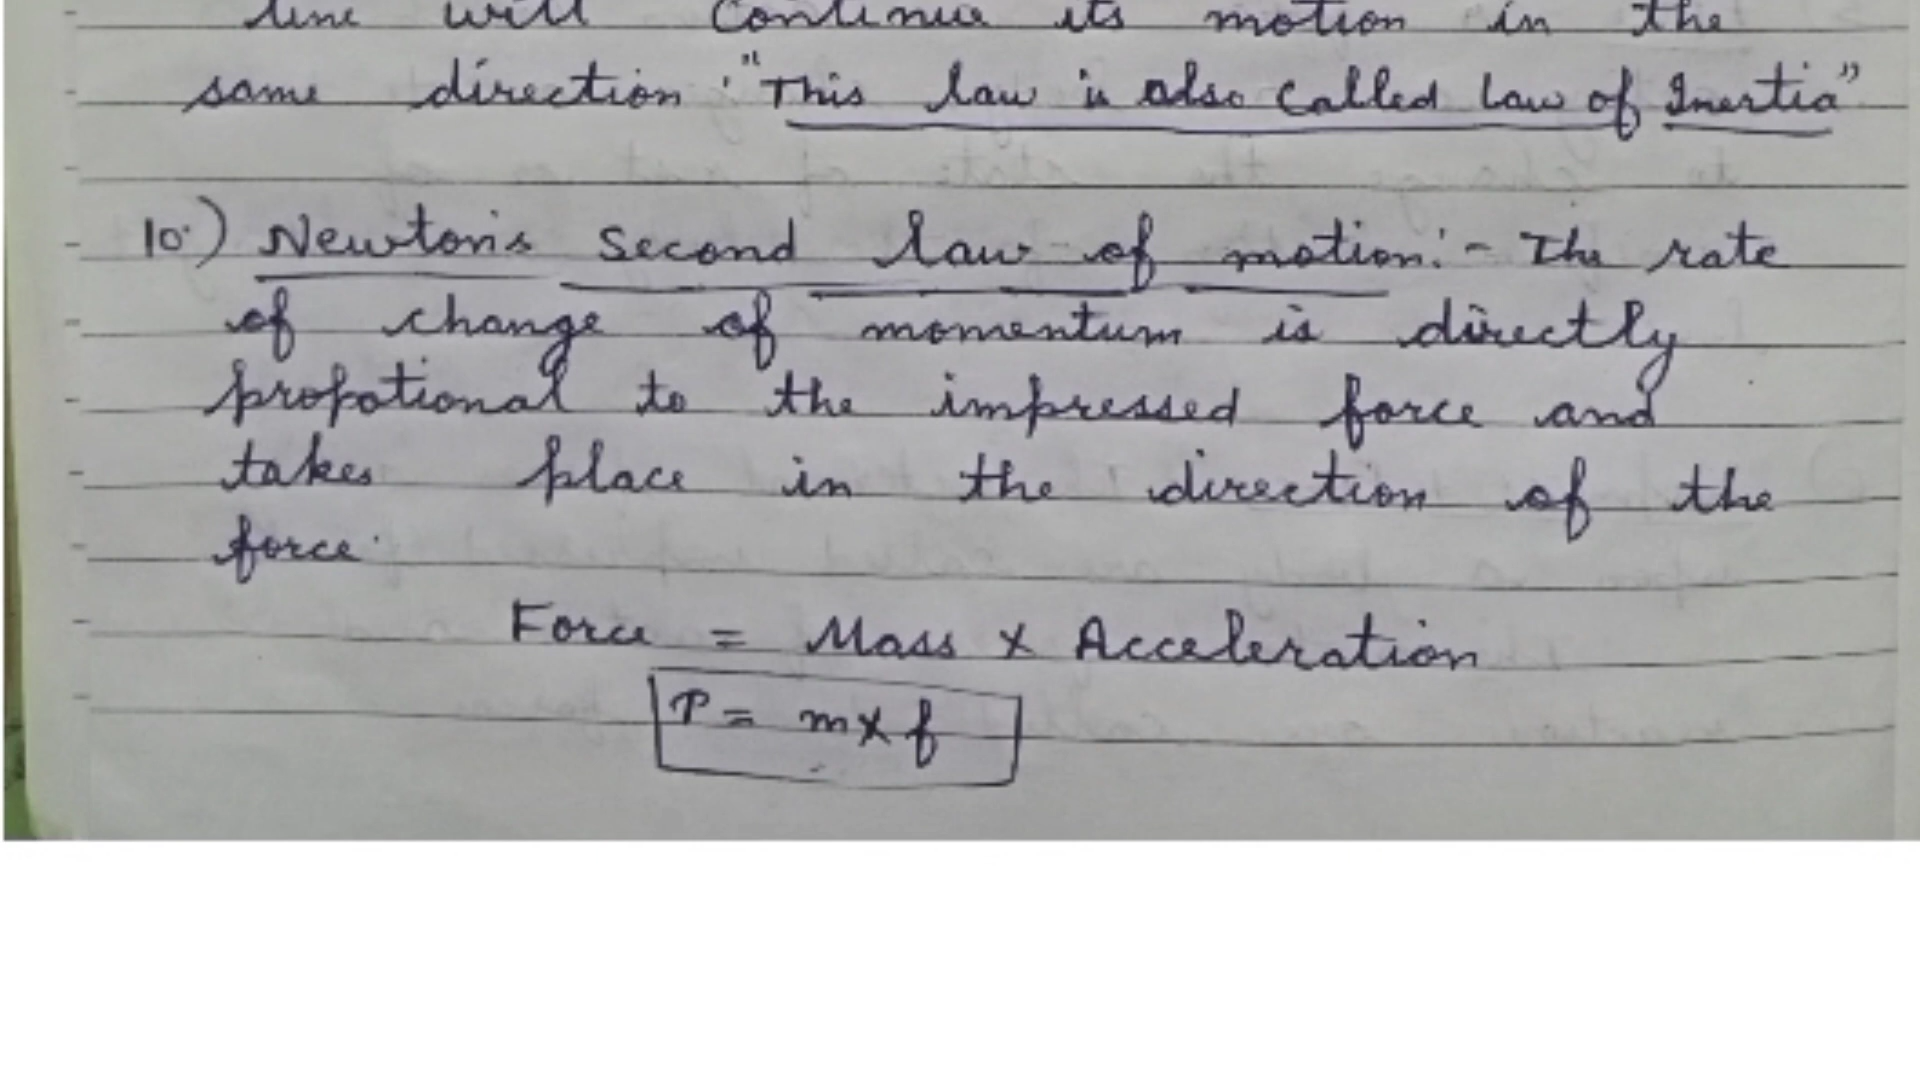 line will continue its motion in the
same direction. "This law is also called law of Inertia"
10.) Newton's second law of motion:- The rate
of change of momentum is directly
propotional to the impressed force and
takes place in the direction of the
force.
Force = Mass x Acceleration
P = m x f